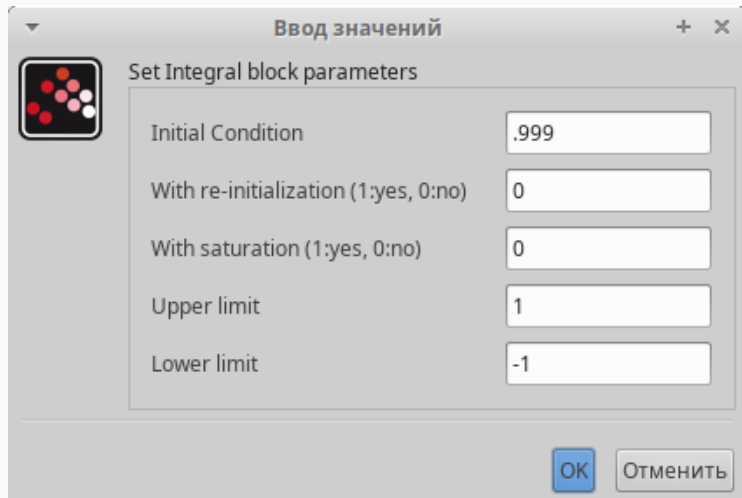 Ввод значений
Set Integral block parameters
Initial Condition .999
With re-initialization (1:yes, 0:no) 0
With saturation (1:yes, 0:no) 0
Upper limit 1
Lower limit -1
OK Отменить